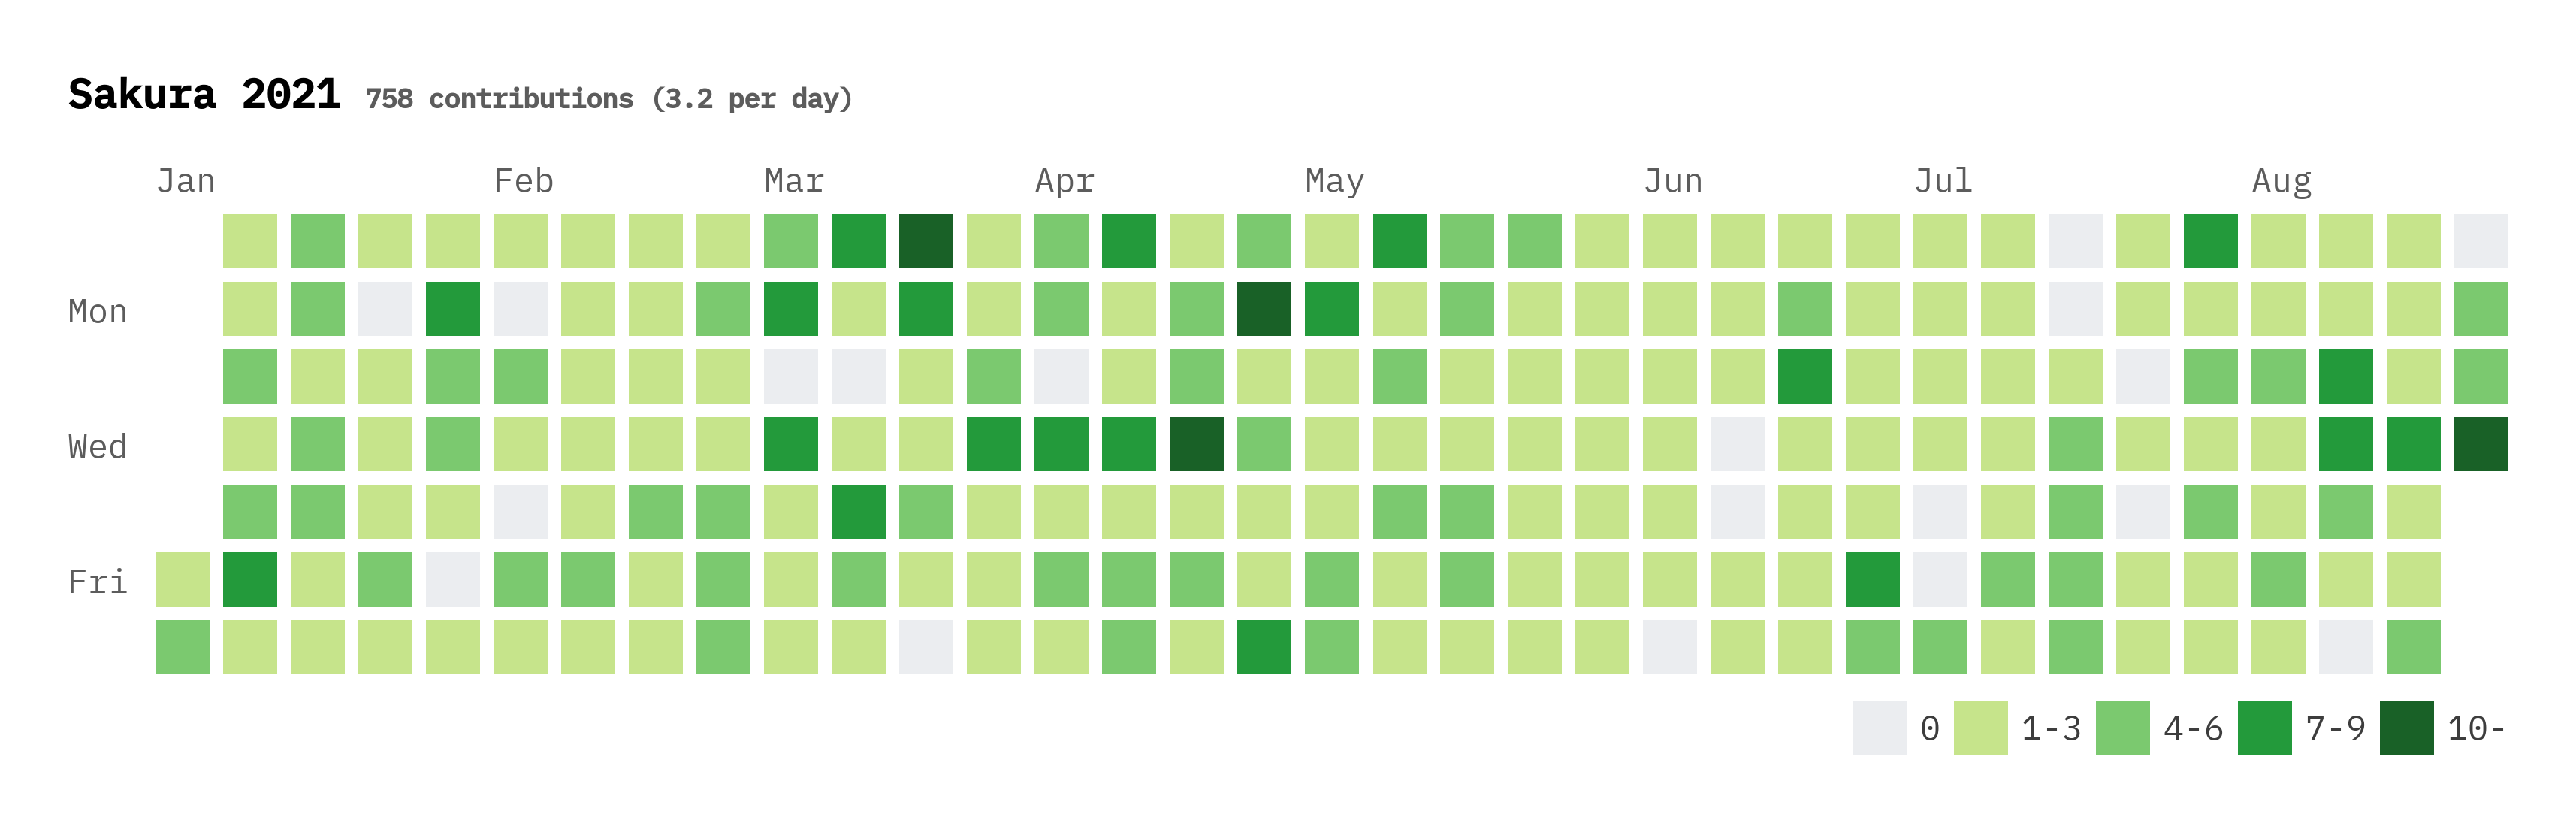 Sakura 2021 758 contributions (3.2 per day)
Jan Feb Mar Apr May Jun Jul Aug
Mon
Wed
Fri
0 1-3 4-6 7-9 10-